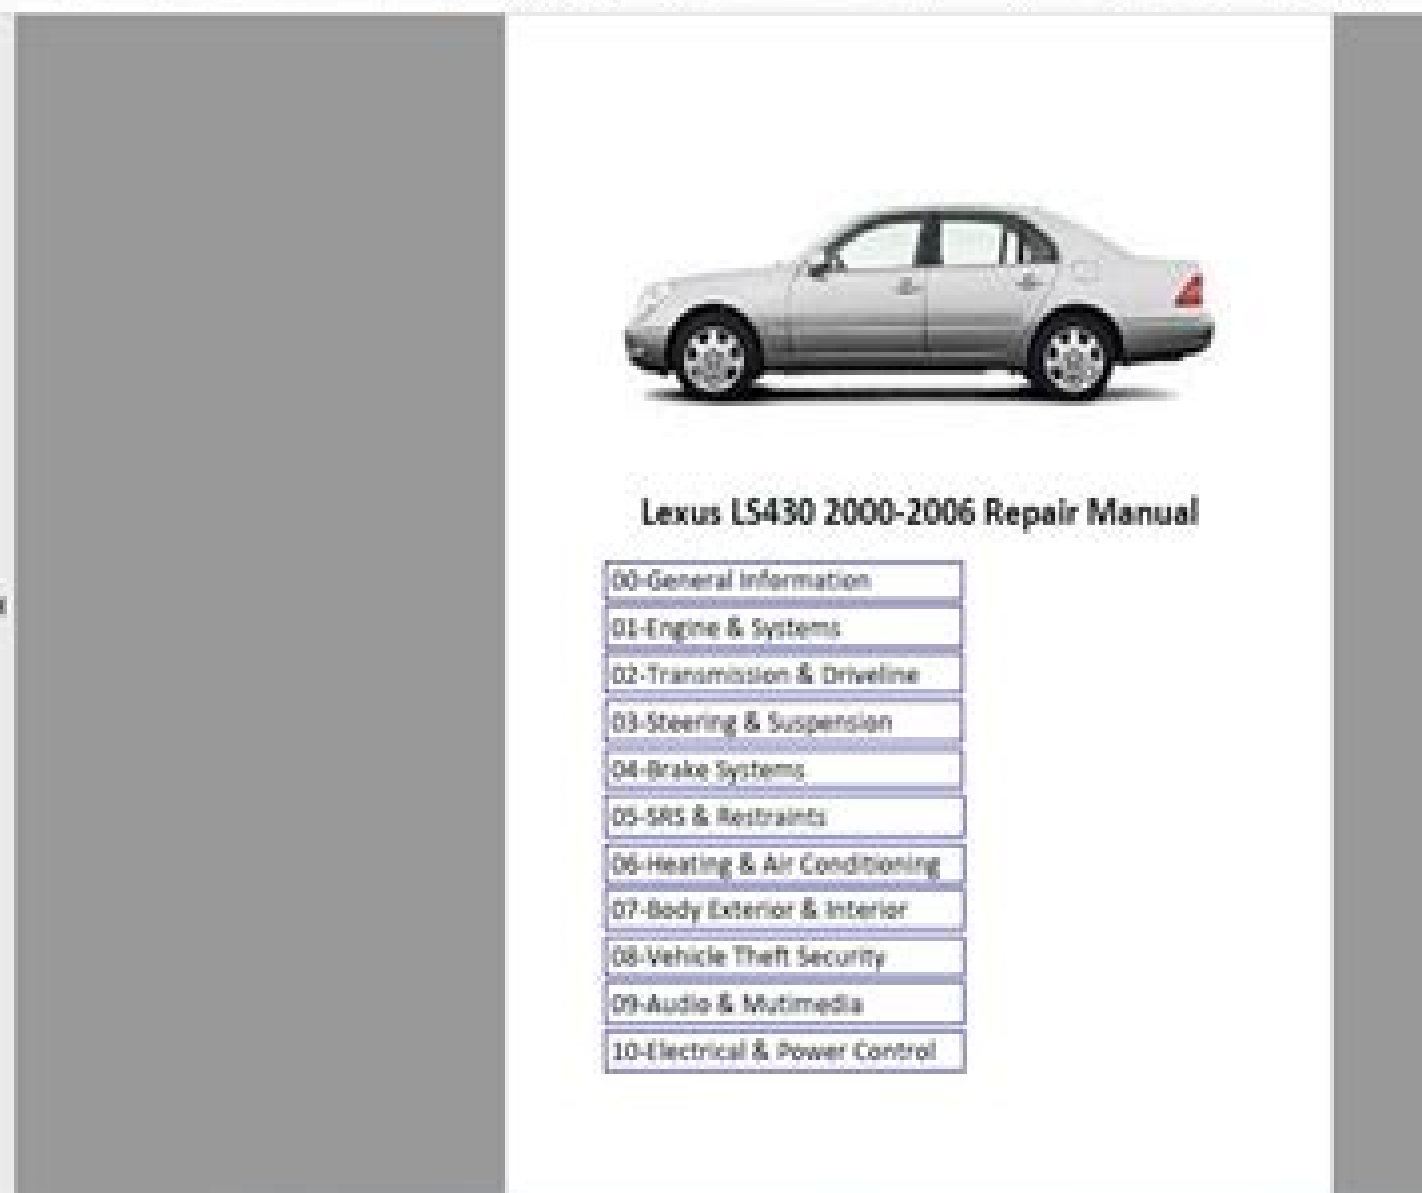 Lexus LS430 2000-2006 Repair Manual
00-General Information
01-Engine & Systems
02-Transmission & Driveline
03-Steering & Suspension
04-Brake Systems
05-SRS & Restraints
06-Heating & Air Conditioning
07-Body Exterior & Interior
08-Vehicle Theft Security
09-Audio & Mutimedia
10-Electrical & Power Control